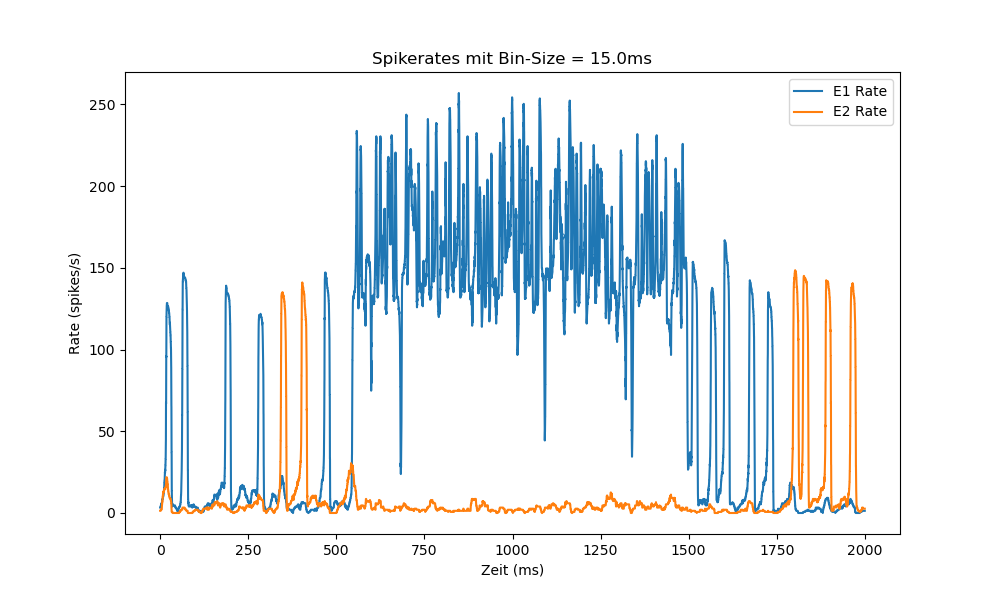 Spikerates mit Bin-Size = 15.0ms
E1 Rate
E2 Rate
Rate (spikes/s)
250
200
150
100
50
0
0 250 500 750 1000 1250 1500 1750 2000
Zeit (ms)